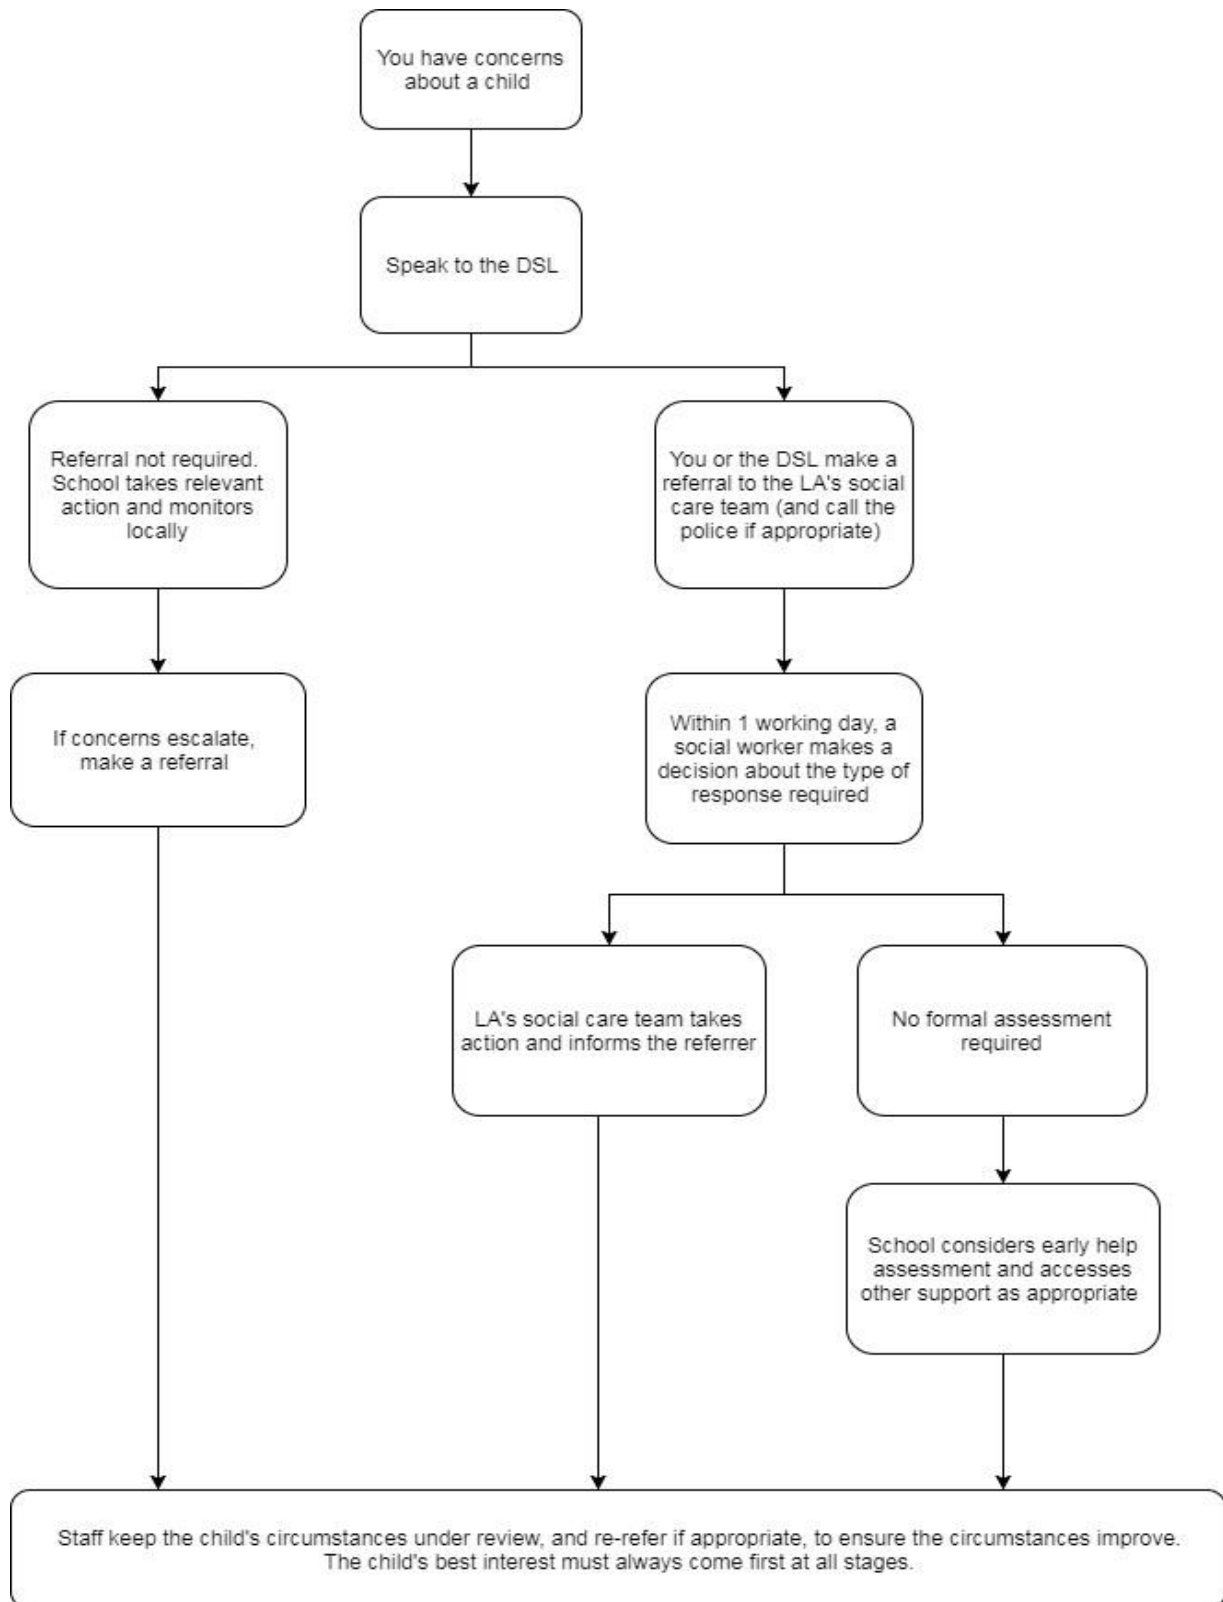 You have concerns
about a child
Speak to the DSL
Referral not required.
School takes relevant
action and monitors
locally
You or the DSL make a
referral to the LA's social
care team (and call the
police if appropriate)
If concerns escalate,
make a referral
Within 1 working day, a
social worker makes a
decision about the type of
response required
LA's social care team takes
action and informs the referrer
No formal assessment
required
School considers early help
assessment and accesses
other support as appropriate
Staff keep the child's circumstances under review, and re-refer if appropriate, to ensure the circumstances improve.
The child's best interest must always come first at all stages.